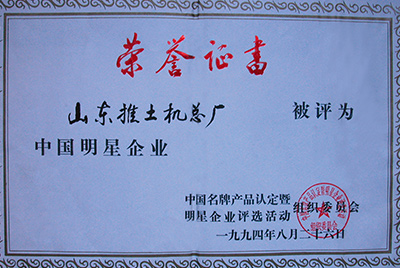 荣誉证书
山东推土机总厂 被评为
中国明星企业
中国名牌产品认定暨
明星企业评选活动 组织委员会
一九九四年八月二十六日